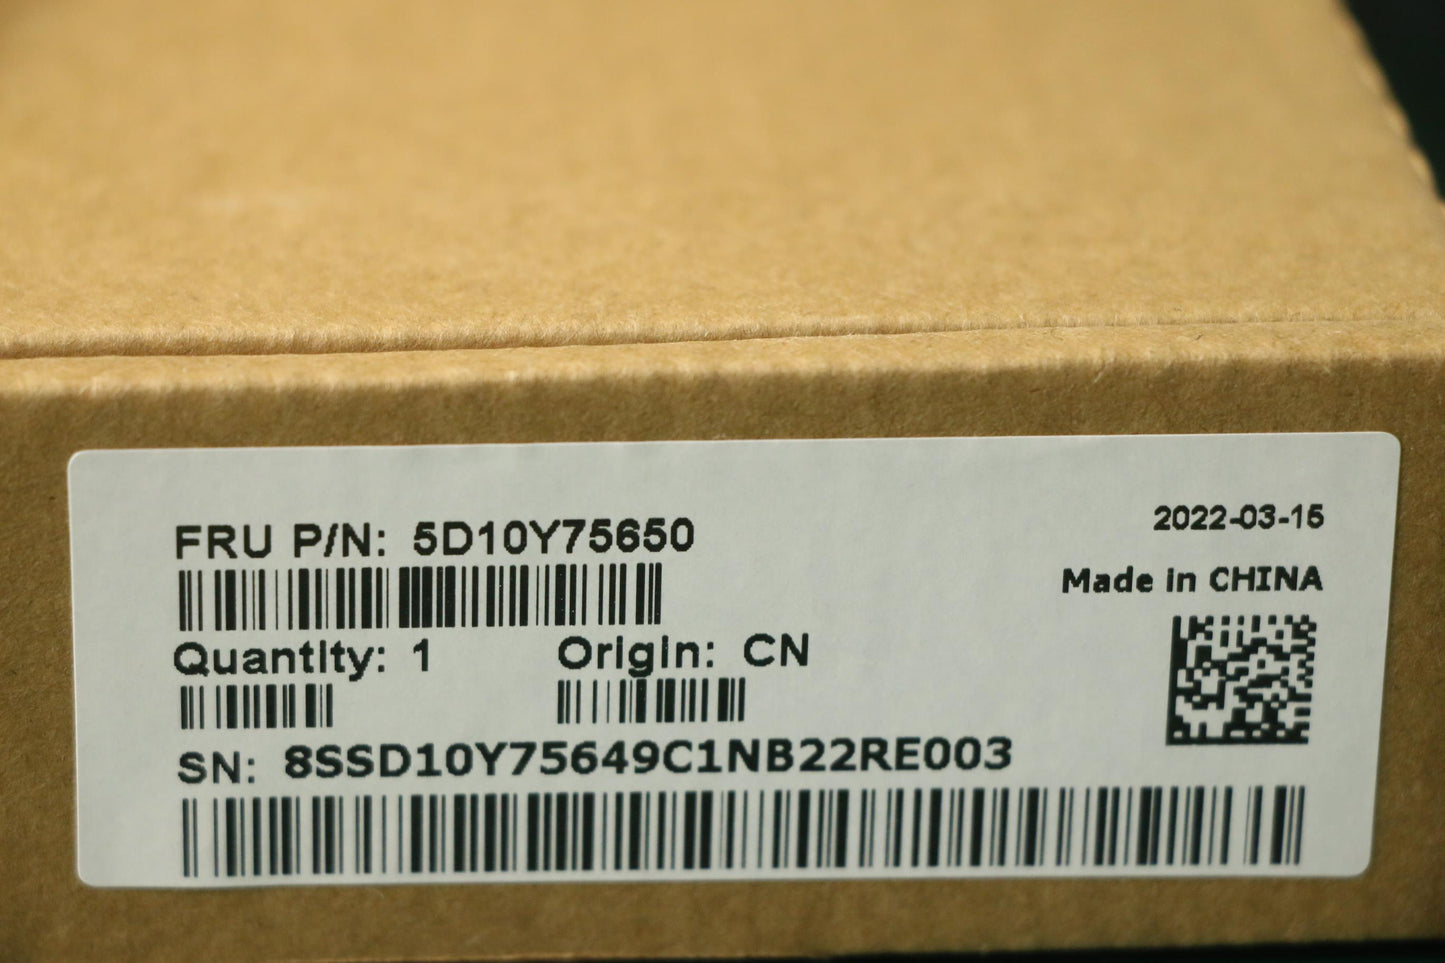 FRU P/N: 5D10Y75650
2022-03-15
Made in CHINA
Quantity: 1
Origin: CN
SN: 8SSD10Y75649C1NB22RE003